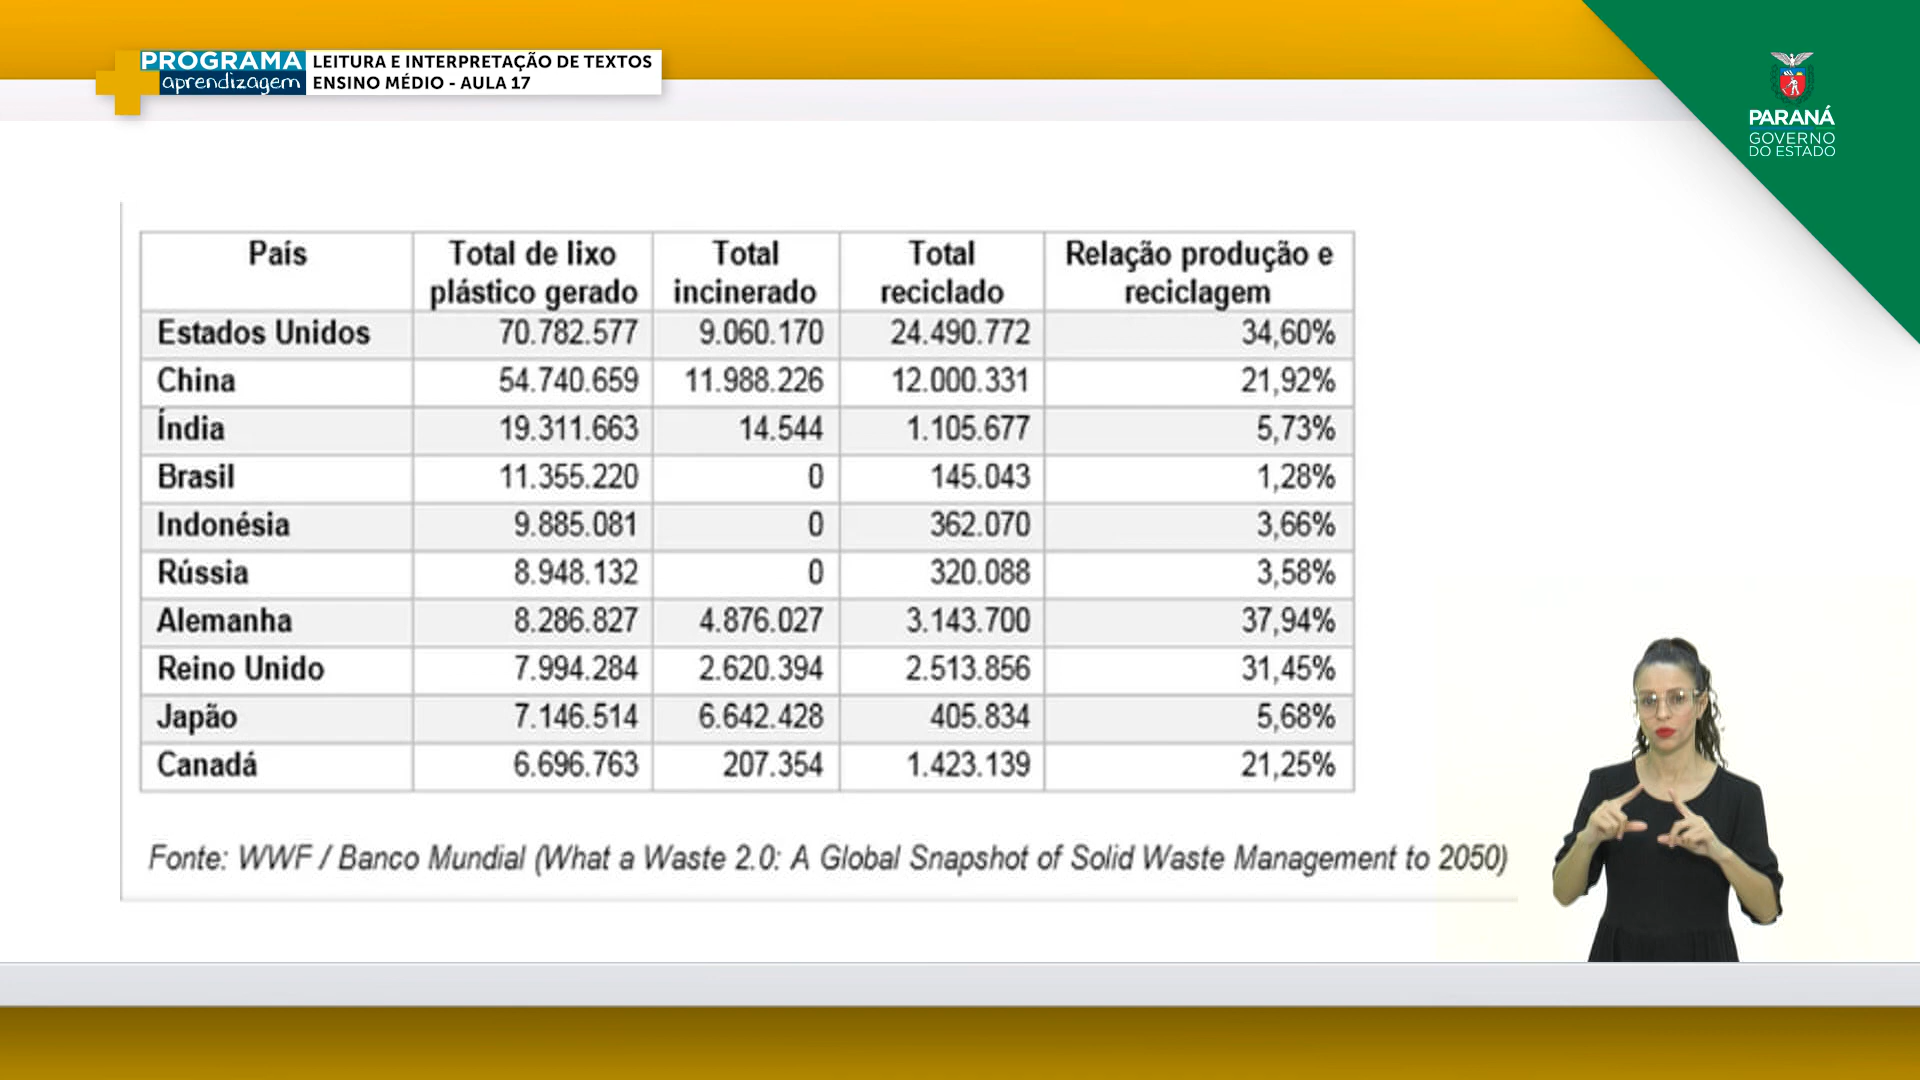 PROGRAMA
aprendizagem
LEITURA E INTERPRETAÇÃO DE TEXTOS
ENSINO MÉDIO - AULA 17
PARANÁ
GOVERNO
DO ESTADO
País Total de lixo plástico gerado Total incinerado Total reciclado Relação produção e reciclagem
Estados Unidos 70.782.577 9.060.170 24.490.772 34,60%
China 54.740.659 11.988.226 12.000.331 21,92%
Índia 19.311.663 14.544 1.105.677 5,73%
Brasil 11.355.220 0 145.043 1,28%
Indonésia 9.885.081 0 362.070 3,66%
Rússia 8.948.132 0 320.088 3,58%
Alemanha 8.286.827 4.876.027 3.143.700 37,94%
Reino Unido 7.994.284 2.620.394 2.513.856 31,45%
Japão 7.146.514 6.642.428 405.834 5,68%
Canadá 6.696.763 207.354 1.423.139 21,25%
Fonte: WWF / Banco Mundial (What a Waste 2.0: A Global Snapshot of Solid Waste Management to 2050)